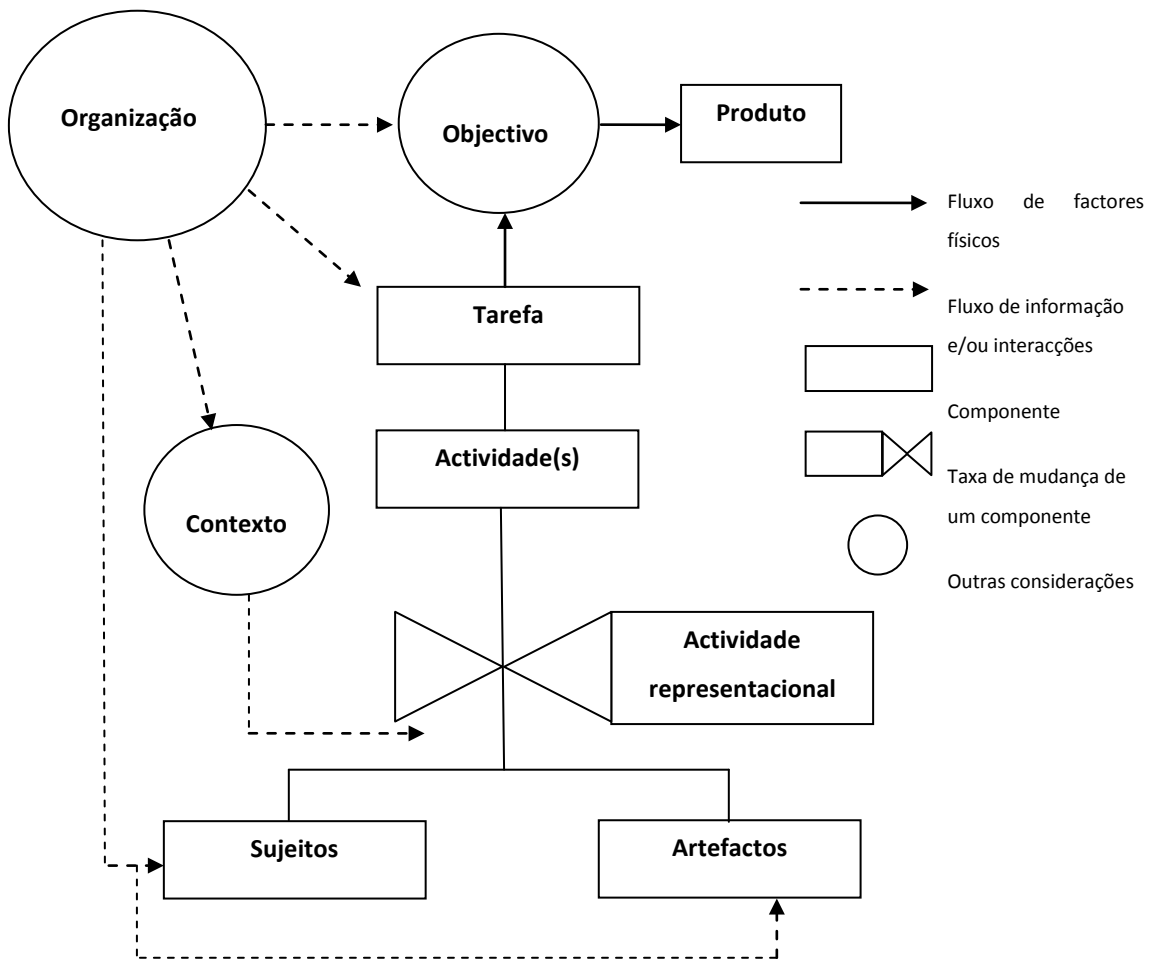 Organização
Objectivo
Produto
Fluxo de factores
físicos
Fluxo de informação
e/ou interacções
Tarefa
Componente
Actividade(s)
Taxa de mudança de
um componente
Contexto
Outras considerações
Actividade
representacional
Sujeitos
Artefactos